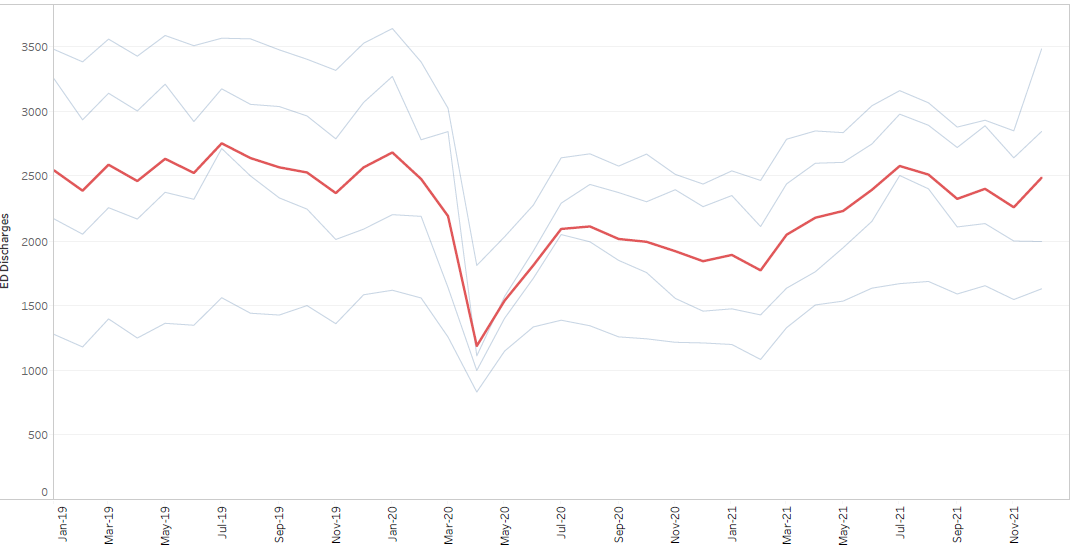 ED Discharges
3500
3000
2500
2000
1500
1000
500
0
Jan-19
Mar-19
May-19
Jul-19
Sep-19
Nov-19
Jan-20
Mar-20
May-20
Jul-20
Sep-20
Nov-20
Jan-21
Mar-21
May-21
Jul-21
Sep-21
Nov-21